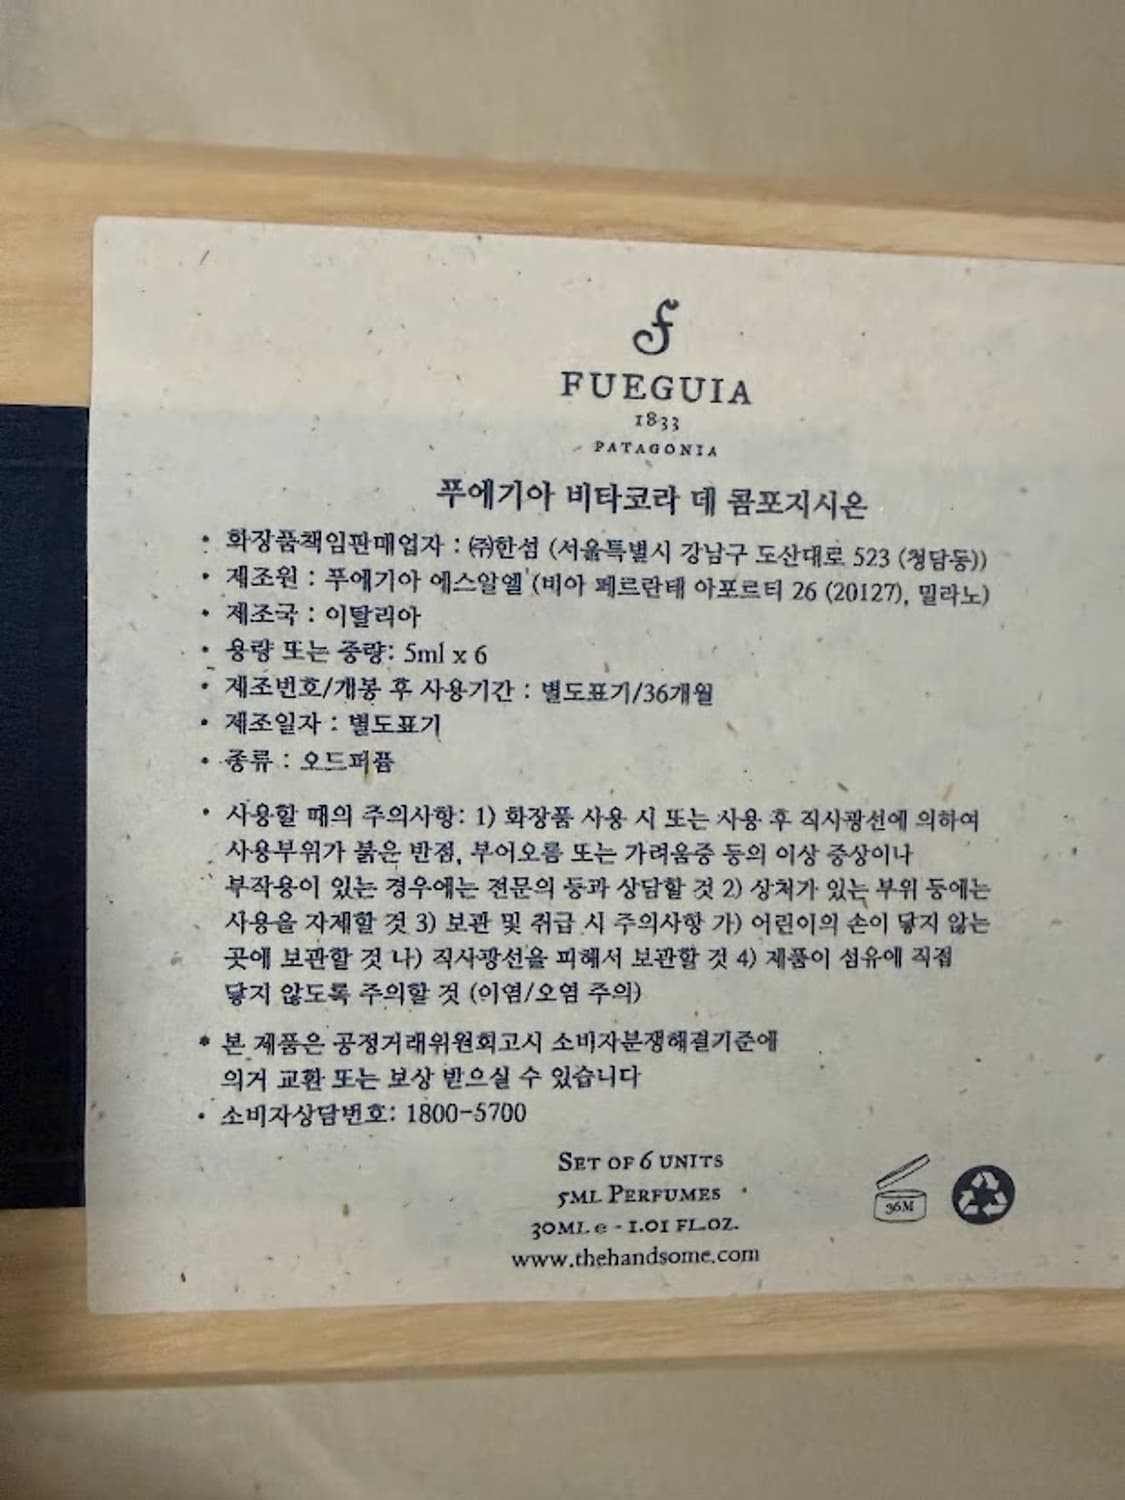 f
FUEGUIA
1833
PATAGONIA
푸에기아 비타코라 데 콤포지시온
• 화장품책임판매업자 : ㈜한섬 (서울특별시 강남구 도산대로 523 (청담동))
• 제조원 : 푸에기아 에스알엘 (비아 페르란테 아포르티 26 (20127), 밀라노)
• 제조국 : 이탈리아
• 용량 또는 중량: 5ml x 6
• 제조번호/개봉 후 사용기간 : 별도표기/36개월
• 제조일자 : 별도표기
• 종류 : 오드퍼퓸
• 사용할 때의 주의사항: 1) 화장품 사용 시 또는 사용 후 직사광선에 의하여
사용부위가 붉은 반점, 부어오름 또는 가려움증 등의 이상 증상이나
부작용이 있는 경우에는 전문의 등과 상담할 것 2) 상처가 있는 부위 등에는
사용을 자제할 것 3) 보관 및 취급 시 주의사항 가) 어린이의 손이 닿지 않는
곳에 보관할 것 나) 직사광선을 피해서 보관할 것 4) 제품이 섬유에 직접
닿지 않도록 주의할 것 (이염/오염 주의)
* 본 제품은 공정거래위원회고시 소비자분쟁해결기준에
의거 교환 또는 보상 받으실 수 있습니다
• 소비자상담번호: 1800-5700
SET OF 6 UNITS
5ML PERFUMES
30ML e - 1.01 FL.OZ.
36M
www.thehandsome.com